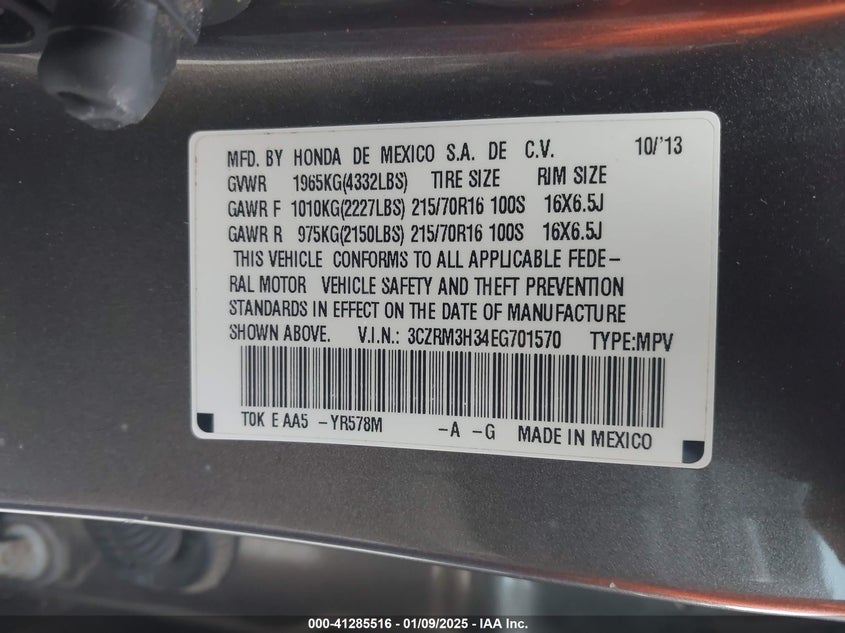 MFD. BY HONDA DE MEXICO S.A. DE C.V. 10/'13
GVWR 1965KG(4332LBS) TIRE SIZE RIM SIZE
GAWR F 1010KG(2227LBS) 215/70R16 100S 16X6.5J
GAWR R 975KG(2150LBS) 215/70R16 100S 16X6.5J
THIS VEHICLE CONFORMS TO ALL APPLICABLE FEDE-
RAL MOTOR VEHICLE SAFETY AND THEFT PREVENTION
STANDARDS IN EFFECT ON THE DATE OF MANUFACTURE
SHOWN ABOVE. V.I.N.: 3CZRM3H34EG701570 TYPE:MPV
T0K E AA5 -YR578M -A -G MADE IN MEXICO
000-41285516 - 01/09/2025 - IAA Inc.